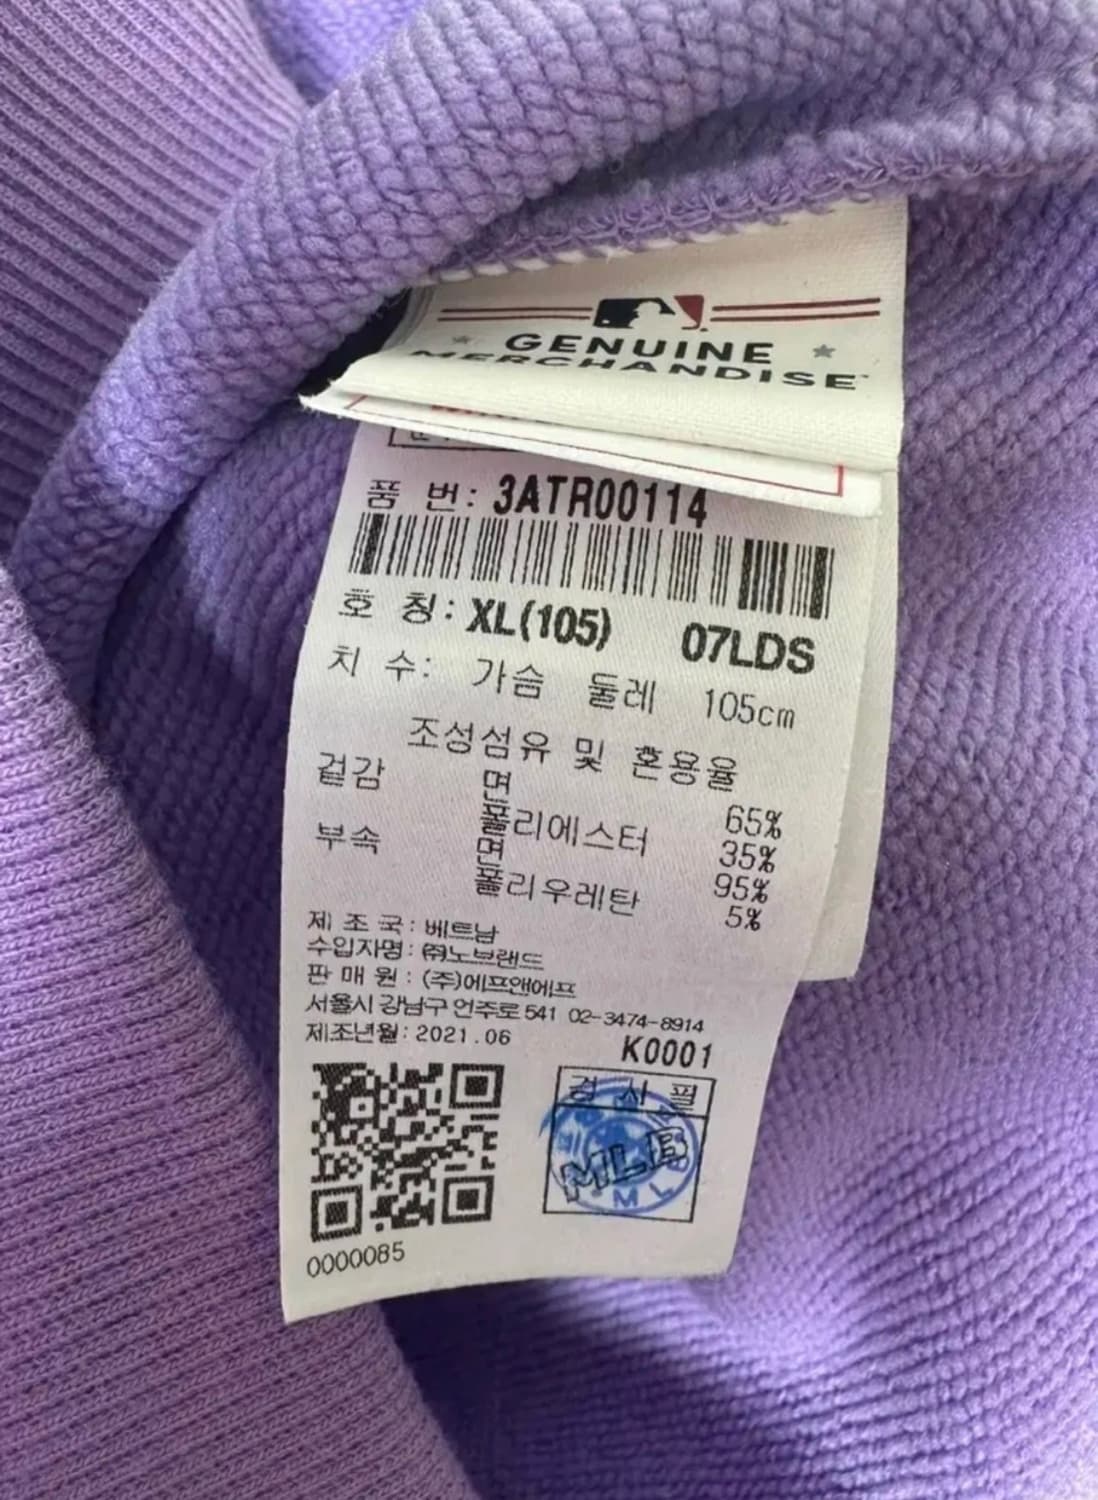 GENUINE
MERCHANDISE
품 번: 3ATR00114
호 칭: XL(105) 07LDS
치 수: 가슴 둘레 105cm
조성섬유 및 혼용율
겉감 면 65%
폴리에스터 35%
부속 면 95%
폴리우레탄 5%
제 조 국: 베트남
수입자명: ㈜노브랜드
판 매 원: (주)에프앤에프
서울시 강남구 언주로 541 02-3474-8914
제조년월: 2021.06
K0001
검 사 필
MLB
0000085